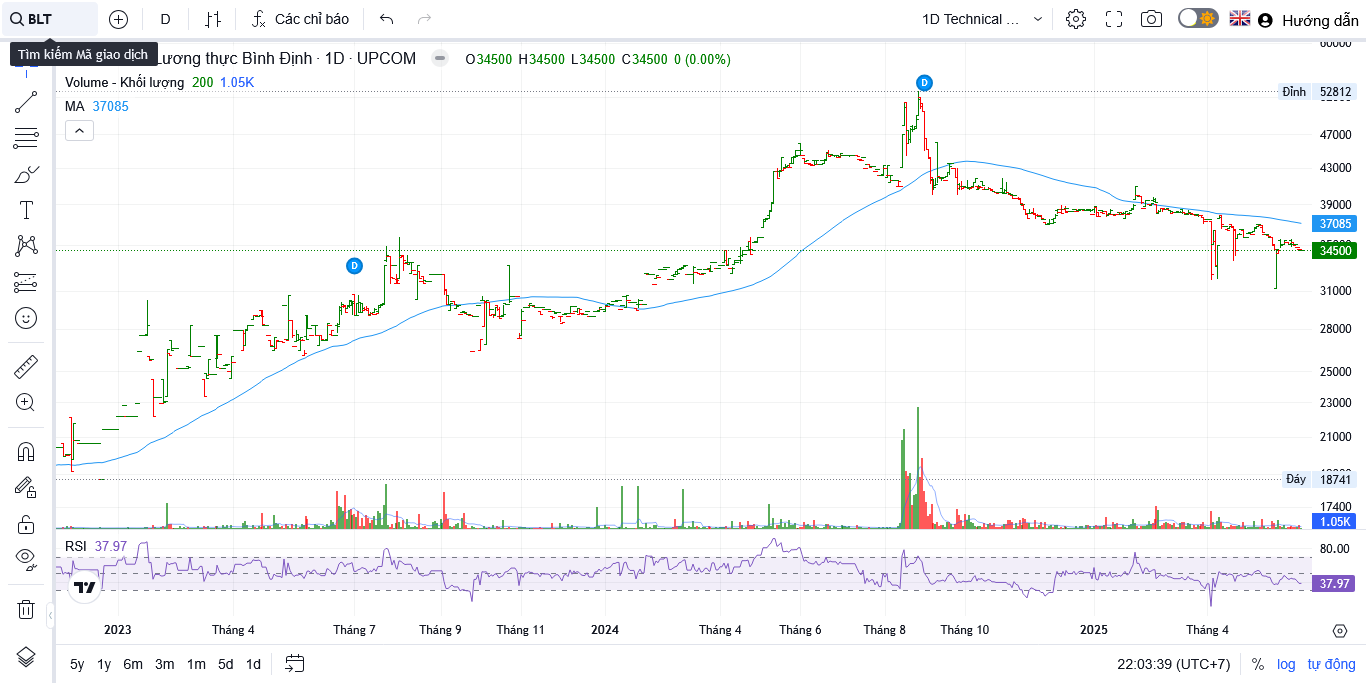 BLT D Các chỉ báo 1D Technical ... Hướng dẫn
Tìm kiếm Mã giao dịch
Lương thực Bình Định · 1D · UPCOM O34500 H34500 L34500 C34500 0 (0.00%)
Volume - Khối lượng 200 1.05K
MA 37085
D
D
60000
Đỉnh 52812
47000
43000
39000
37085
34500
31000
28000
25000
23000
21000
Đáy 18741
17400
1.05K
RSI 37.97
80.00
37.97
2023 Tháng 4 Tháng 7 Tháng 9 Tháng 11 2024 Tháng 4 Tháng 6 Tháng 8 Tháng 10 2025 Tháng 4
5y 1y 6m 3m 1m 5d 1d 22:03:39 (UTC+7) % log tự động